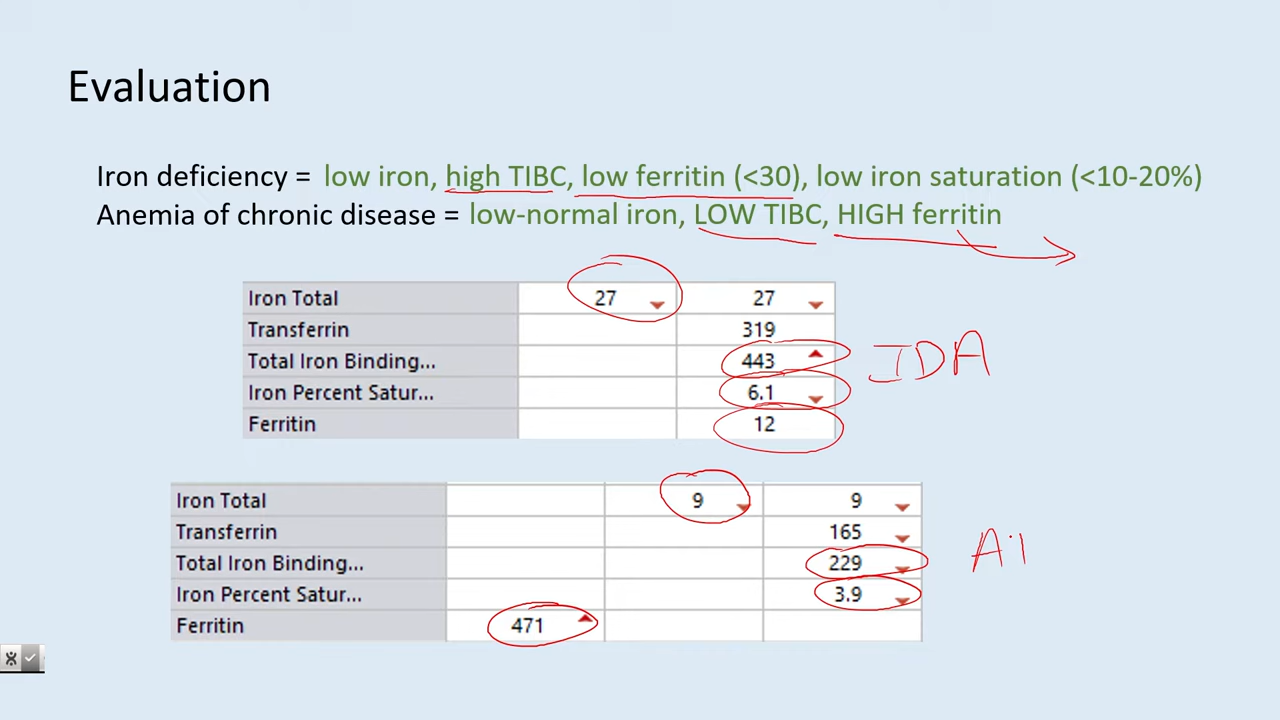 Evaluation
Iron deficiency = low iron, high TIBC, low ferritin (<30), low iron saturation (<10-20%)
Anemia of chronic disease = low-normal iron, LOW TIBC, HIGH ferritin
Iron Total 27 27
Transferrin 319
Total Iron Binding... 443
IDA
Iron Percent Satur... 6.1
Ferritin 12
Iron Total 9 9
Transferrin 165
Total Iron Binding... 229
Iron Percent Satur... 3.9
Ferritin 471